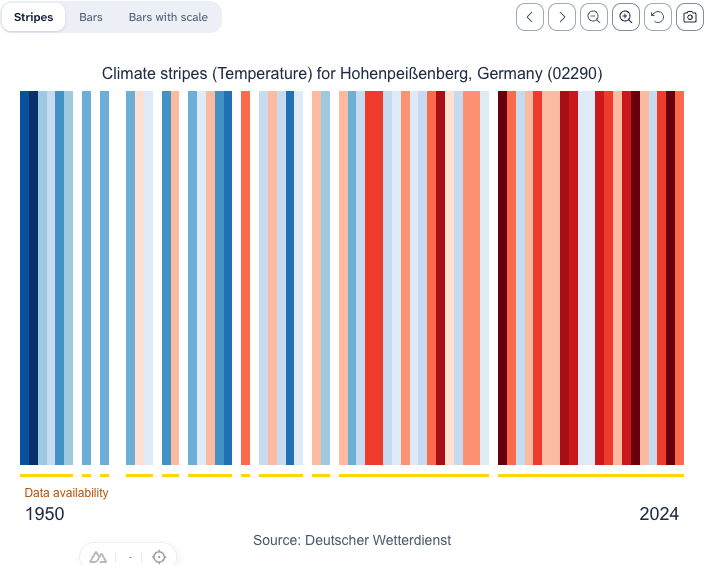 Stripes Bars Bars with scale
Climate stripes (Temperature) for Hohenpeißenberg, Germany (02290)
Data availability
1950 2024
Source: Deutscher Wetterdienst
-